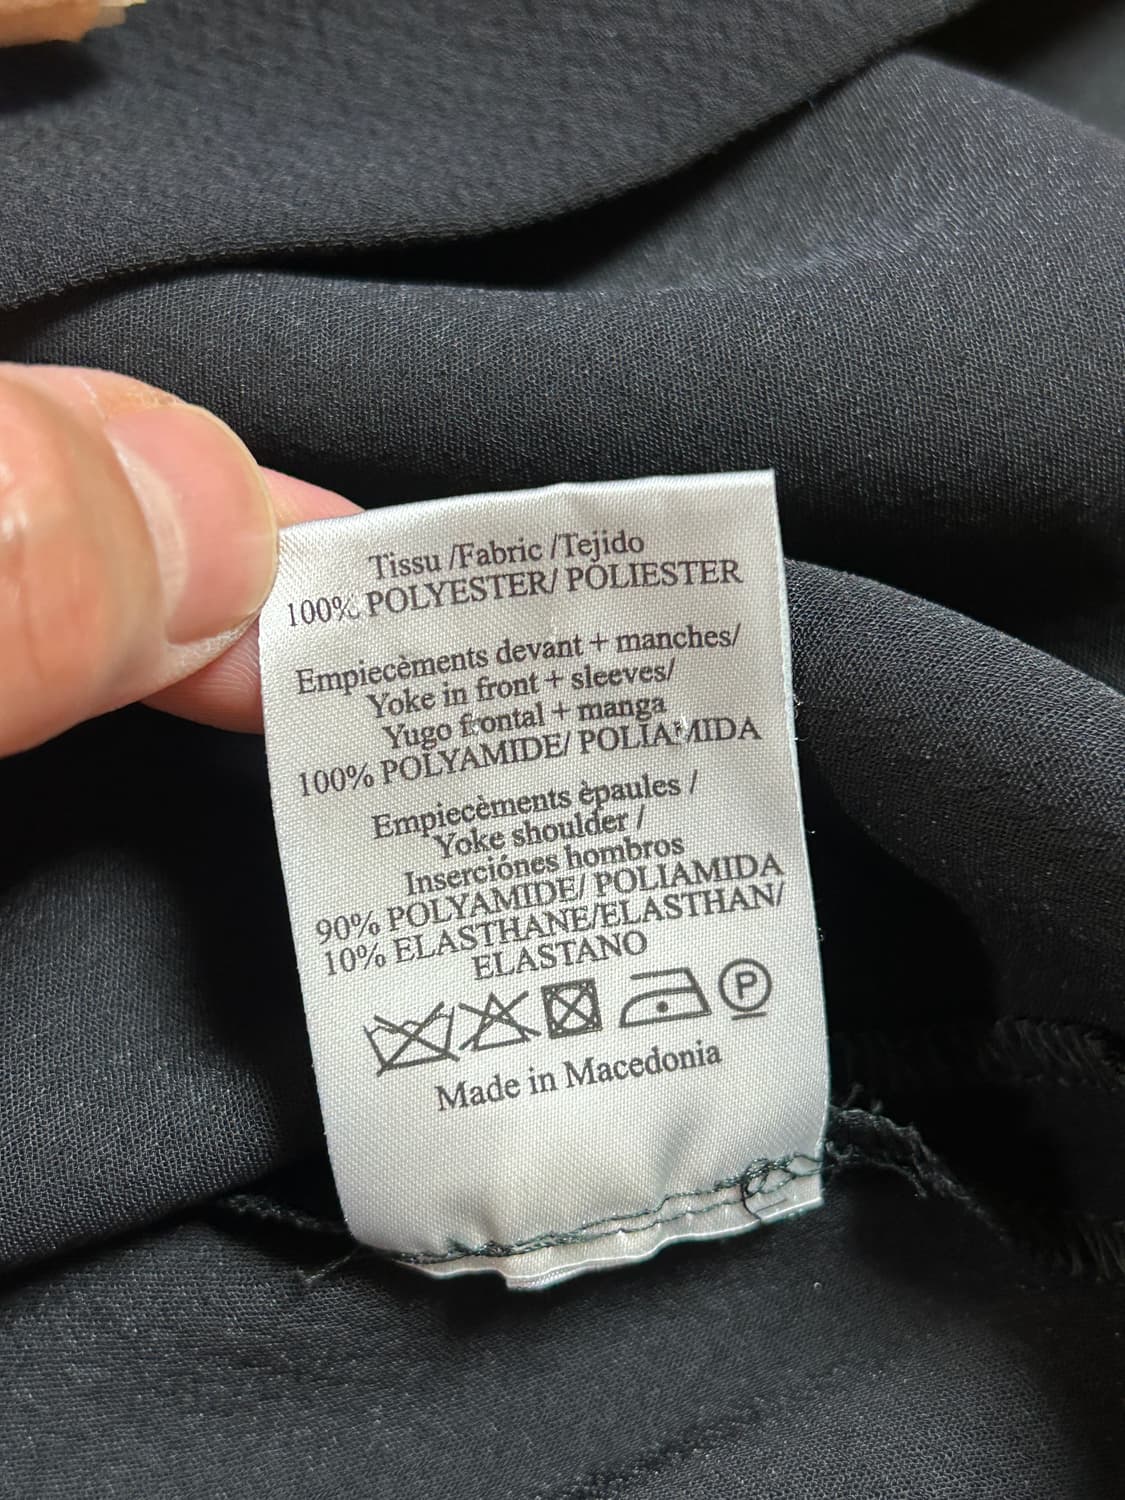 Tissu /Fabric /Tejido
100% POLYESTER/ POLIESTER
Empiecèments devant + manches/
Yoke in front + sleeves/
Yugo frontal + manga
100% POLYAMIDE/ POLIAMIDA
Empiecèments èpaules /
Yoke shoulder /
Inserciónes hombros
90% POLYAMIDE/ POLIAMIDA
10% ELASTHANE/ELASTHAN/
ELASTANO
P
Made in Macedonia